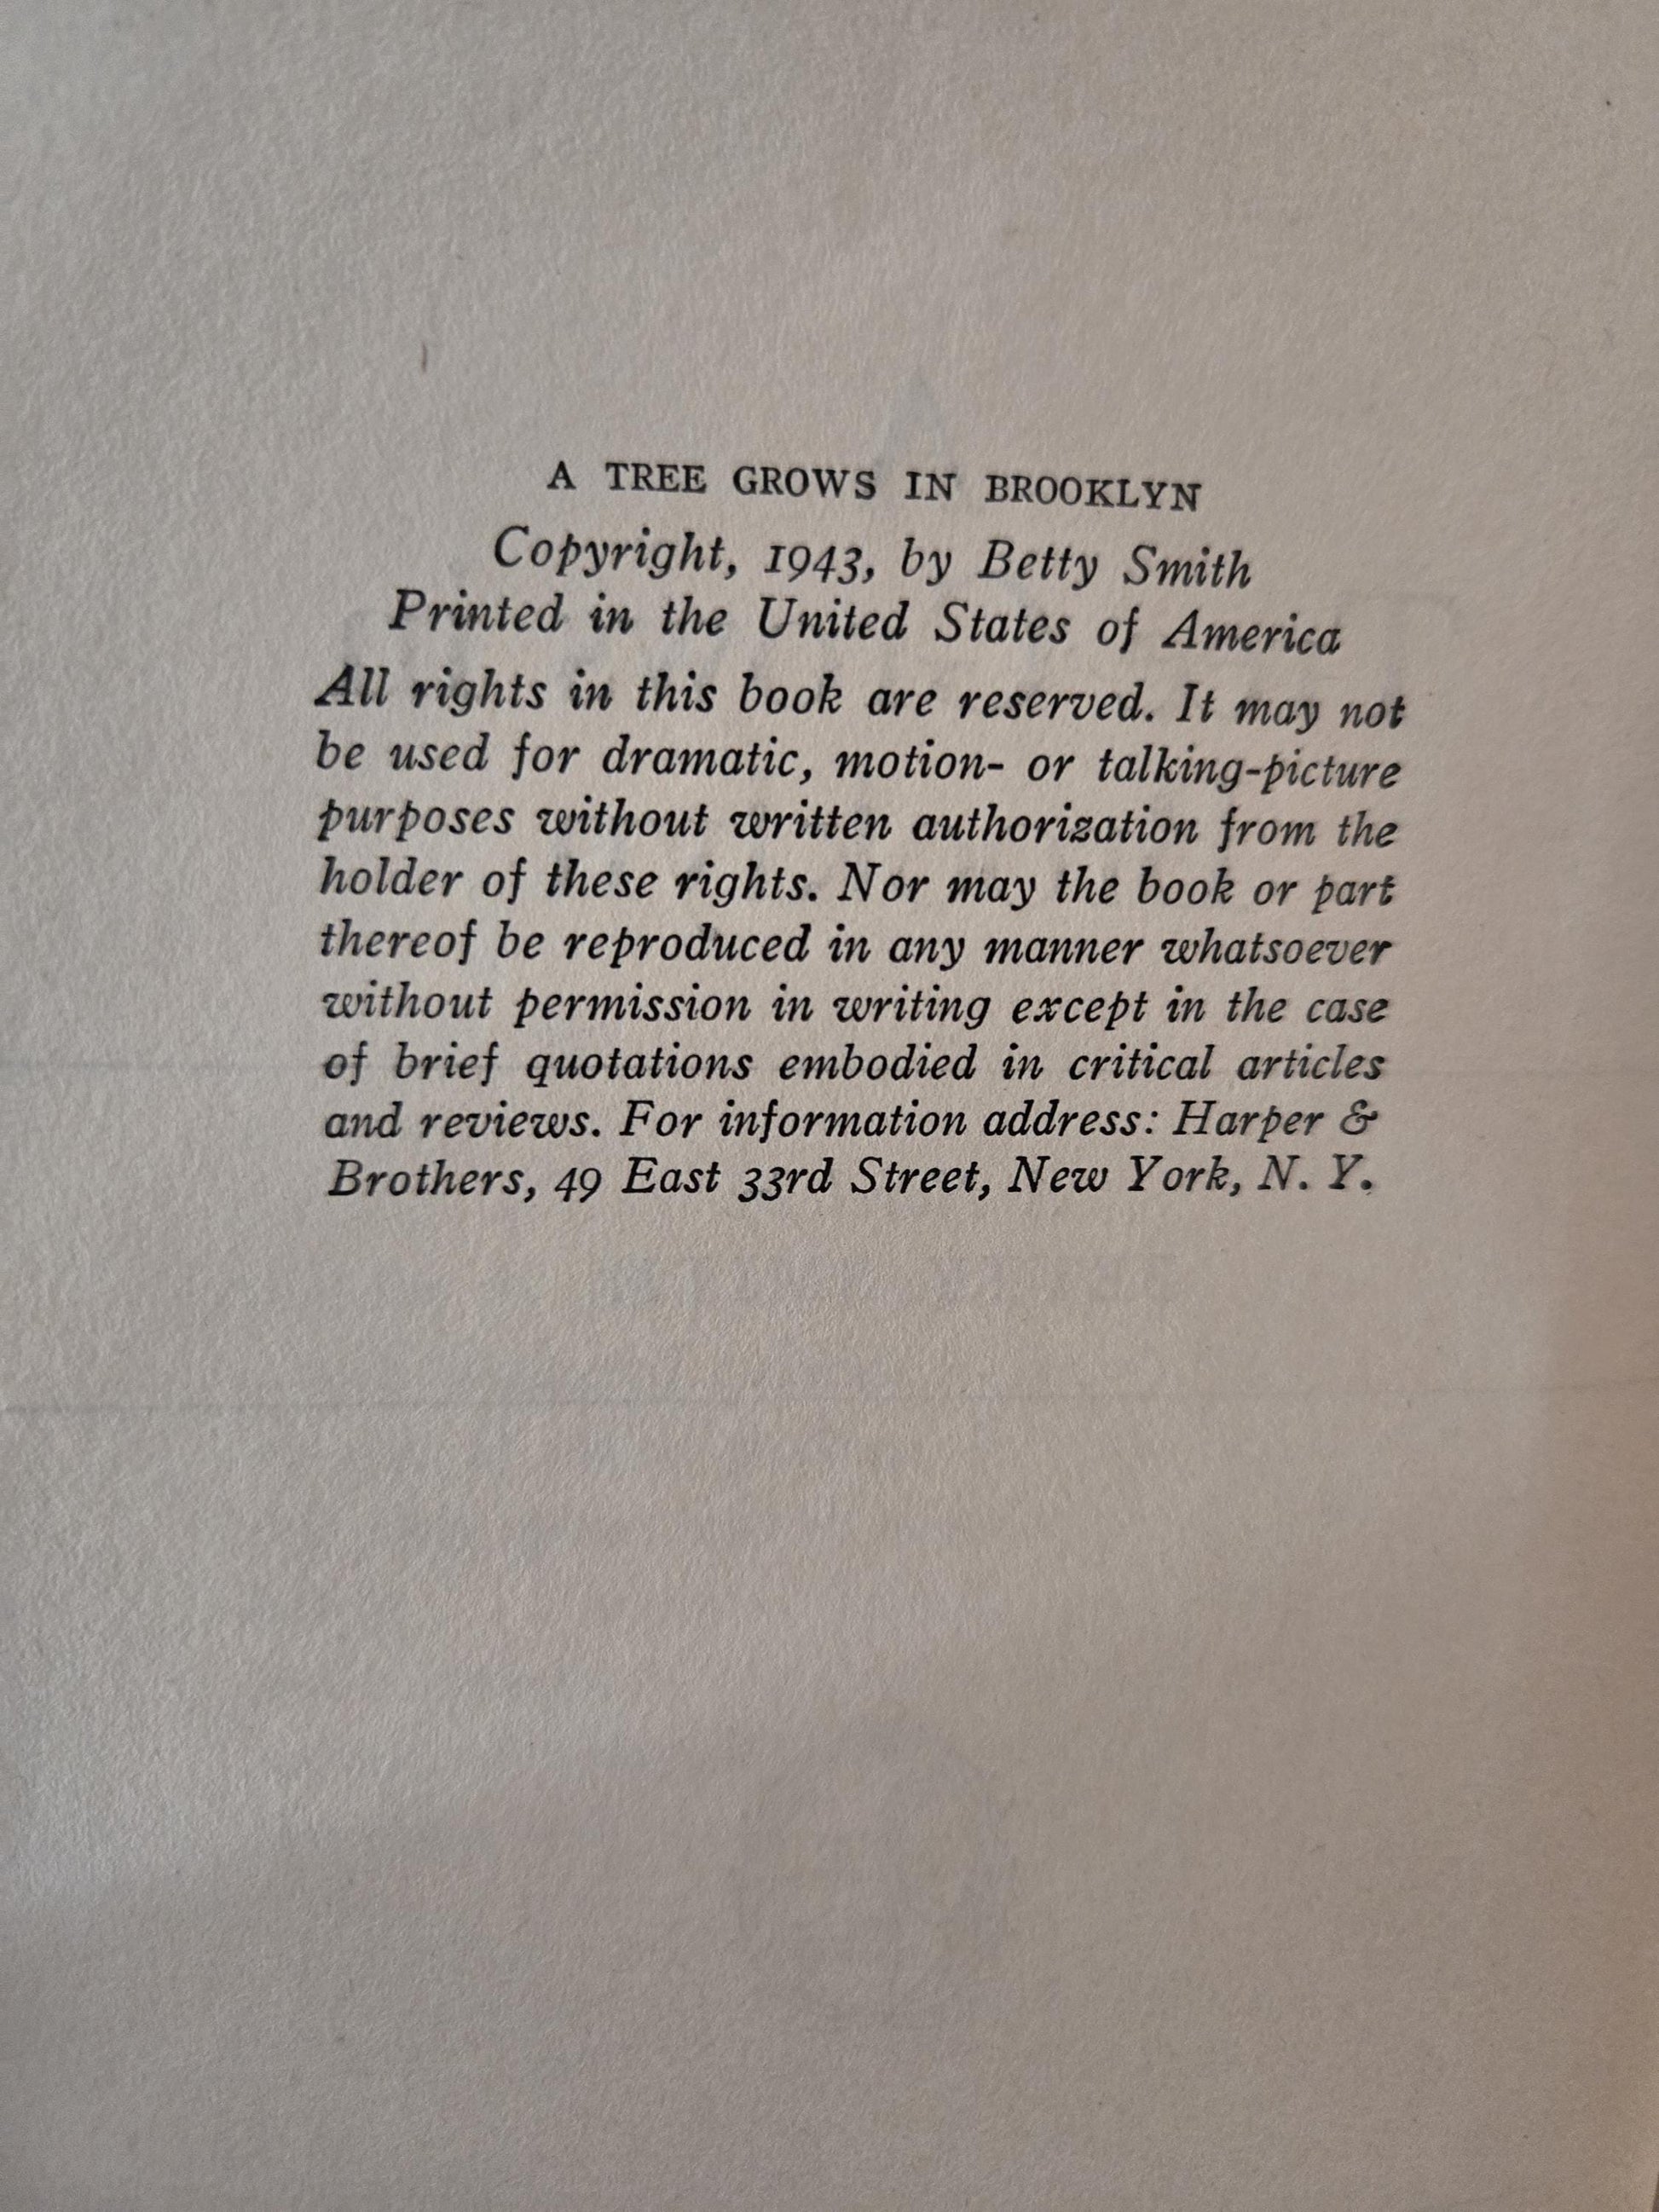 A TREE GROWS IN BROOKLYN
Copyright, 1943, by Betty Smith
Printed in the United States of America
All rights in this book are reserved. It may not
be used for dramatic, motion- or talking-picture
purposes without written authorization from the
holder of these rights. Nor may the book or part
thereof be reproduced in any manner whatsoever
without permission in writing except in the case
of brief quotations embodied in critical articles
and reviews. For information address: Harper &
Brothers, 49 East 33rd Street, New York, N. Y.